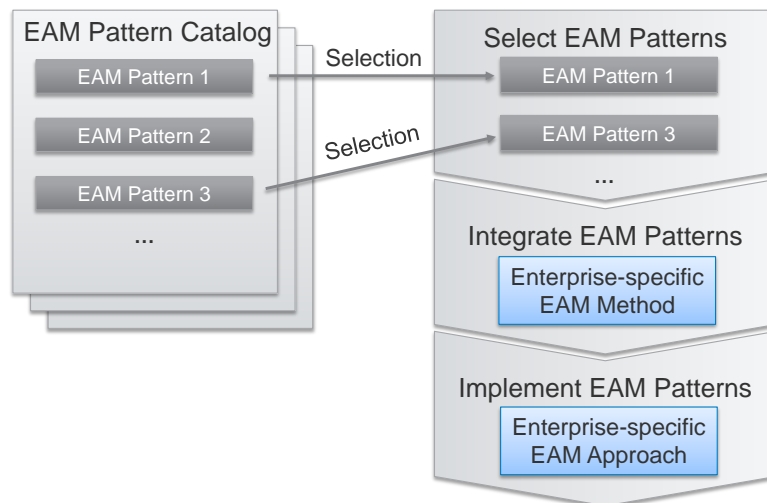 EAM Pattern Catalog
EAM Pattern 1
EAM Pattern 2
EAM Pattern 3
...
Selection
Selection
Select EAM Patterns
EAM Pattern 1
EAM Pattern 3
...
Integrate EAM Patterns
Enterprise-specific
EAM Method
Implement EAM Patterns
Enterprise-specific
EAM Approach